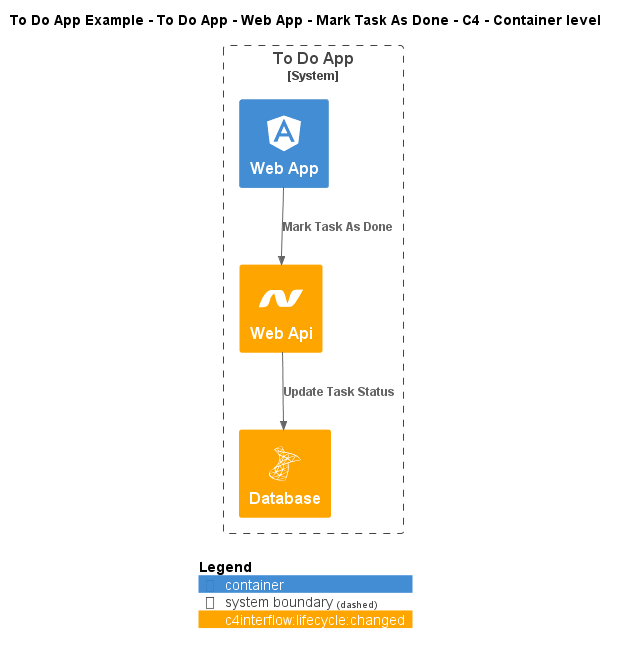 To Do App Example - To Do App - Web App - Mark Task As Done - C4 - Container level
To Do App
[System]
Web App
Mark Task As Done
Web Api
Update Task Status
Database
Legend
container
system boundary (dashed)
c4interflow:lifecycle:changed